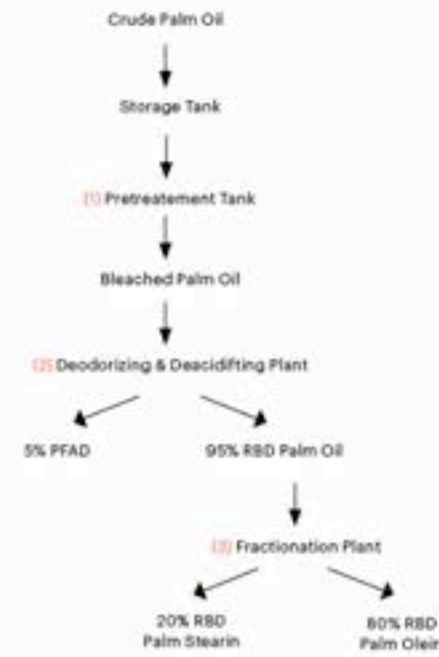 Crude Palm Oil
Storage Tank
(1) Pretreatement Tank
Bleached Palm Oil
(2) Deodorizing & Deacidifting Plant
5% PFAD
95% RBD Palm Oil
(3) Fractionation Plant
20% RBD
Palm Stearin
80% RBD
Palm Olein